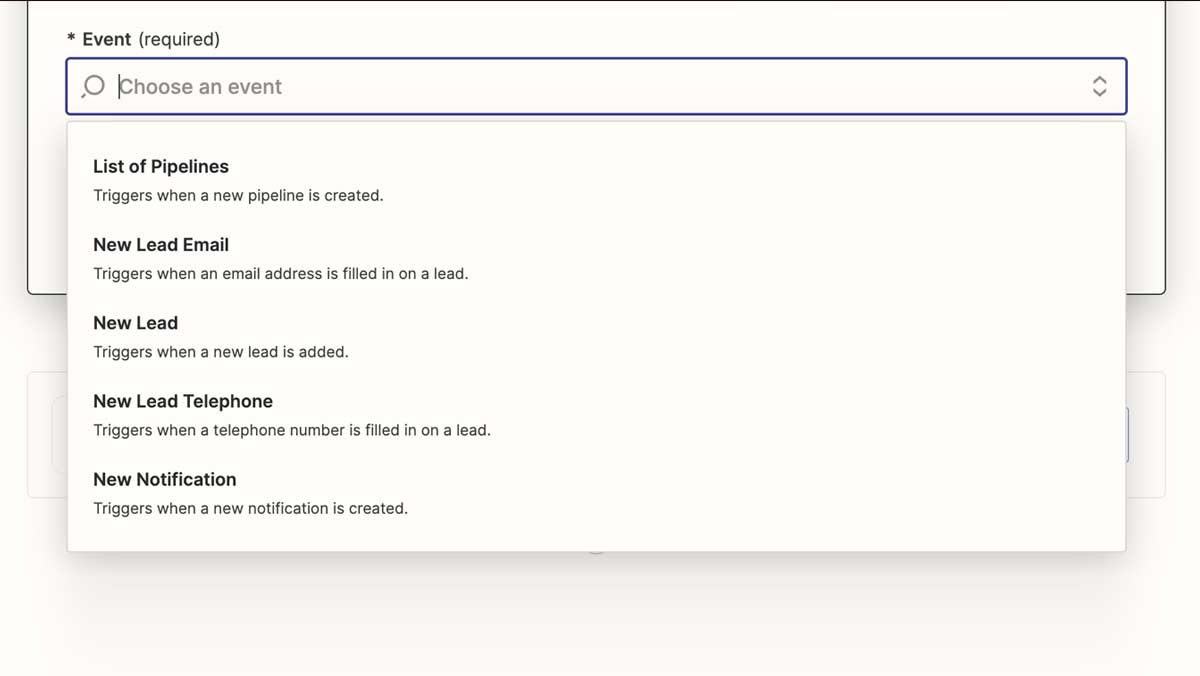 * Event (required)
Choose an event
List of Pipelines
Triggers when a new pipeline is created.
New Lead Email
Triggers when an email address is filled in on a lead.
New Lead
Triggers when a new lead is added.
New Lead Telephone
Triggers when a telephone number is filled in on a lead.
New Notification
Triggers when a new notification is created.